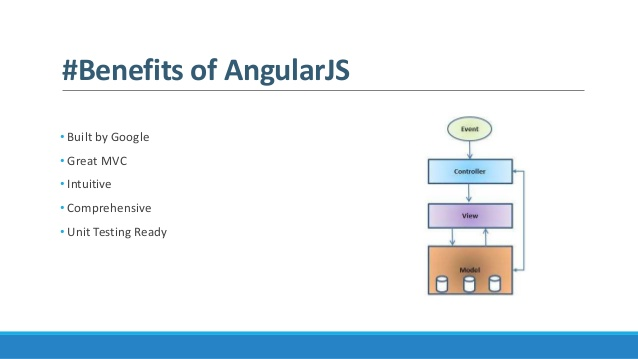 #Benefits of AngularJS
• Built by Google
• Great MVC
• Intuitive
• Comprehensive
• Unit Testing Ready
Event
Controller
View
Model